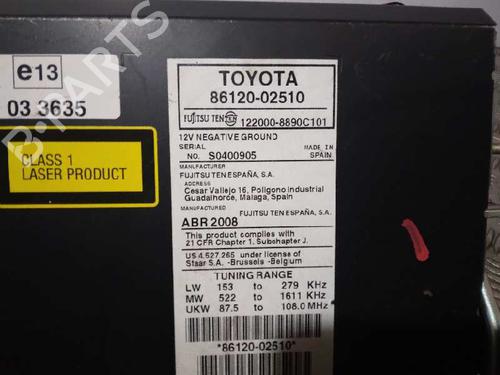 e13
03 3635
CLASS 1
LASER PRODUCT
TOYOTA
86120-02510
FUJITSU TEN TEN 122000-8890C101
12V NEGATIVE GROUND
SERIAL
NO. S0400905
MADE IN
SPAIN
MANUFACTURER
FUJITSU TEN ESPAÑA, S.A.
ADDRESS
Cesar Vallejo 16, Poligono Industrial
Guadalhorce, Malaga, Spain
MANUFACTURED FUJITSU TEN ESPAÑA, S.A.
ABR 2008
This product complies with
21 CFR Chapter 1, Subchapter J.
US 4,527,265 under license of
Staar S.A. -Brussels -Belgium
TUNING RANGE
LW 153 to 279 KHz
MW 522 to 1611 KHz
UKW 87.5 to 108.0 MHz
*86120-02510*
B-PARTS